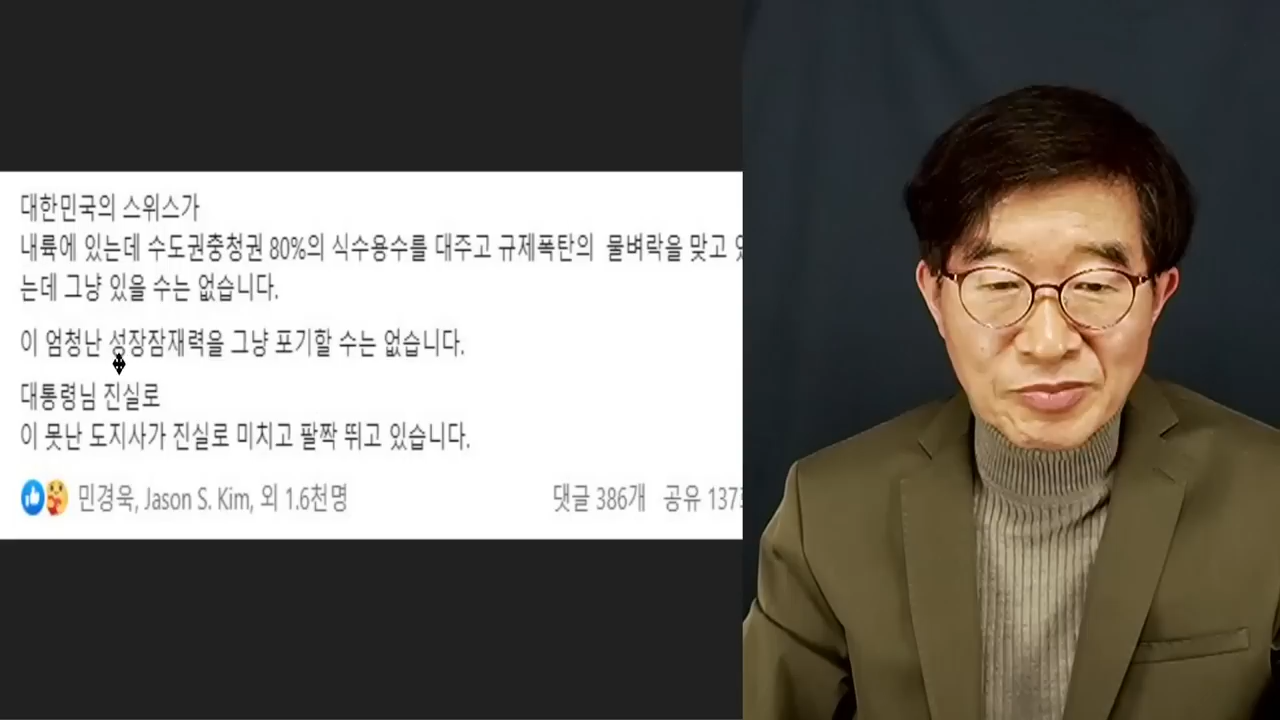 대한민국의 스위스가
내륙에 있는데 수도권충청권 80%의 식수용수를 대주고 규제폭탄의 물벼락을 맞고
는데 그냥 있을 수는 없습니다.
이 엄청난 성장잠재력을 그냥 포기할 수는 없습니다.
대통령님 진실로
이 못난 도지사가 진실로 미치고 팔짝 뛰고 있습니다.
민경욱, Jason S. Kim, 외 1.6천명
댓글 386개 공유 137